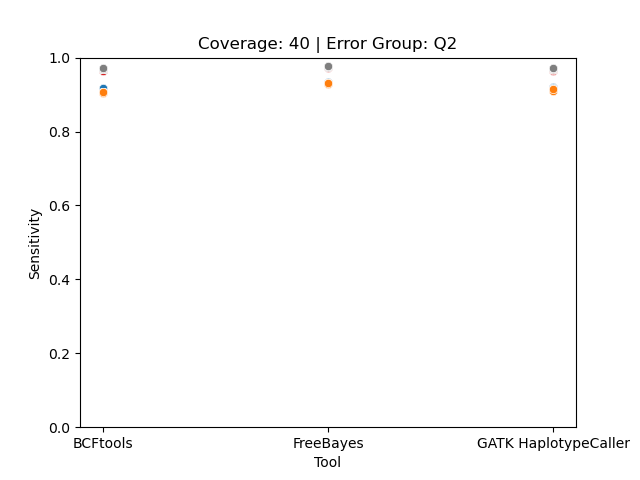 Coverage: 40 | Error Group: Q2
1.0
0.8
0.6
0.4
0.2
0.0
Sensitivity
BCFtools
FreeBayes
GATK HaplotypeCaller
Tool